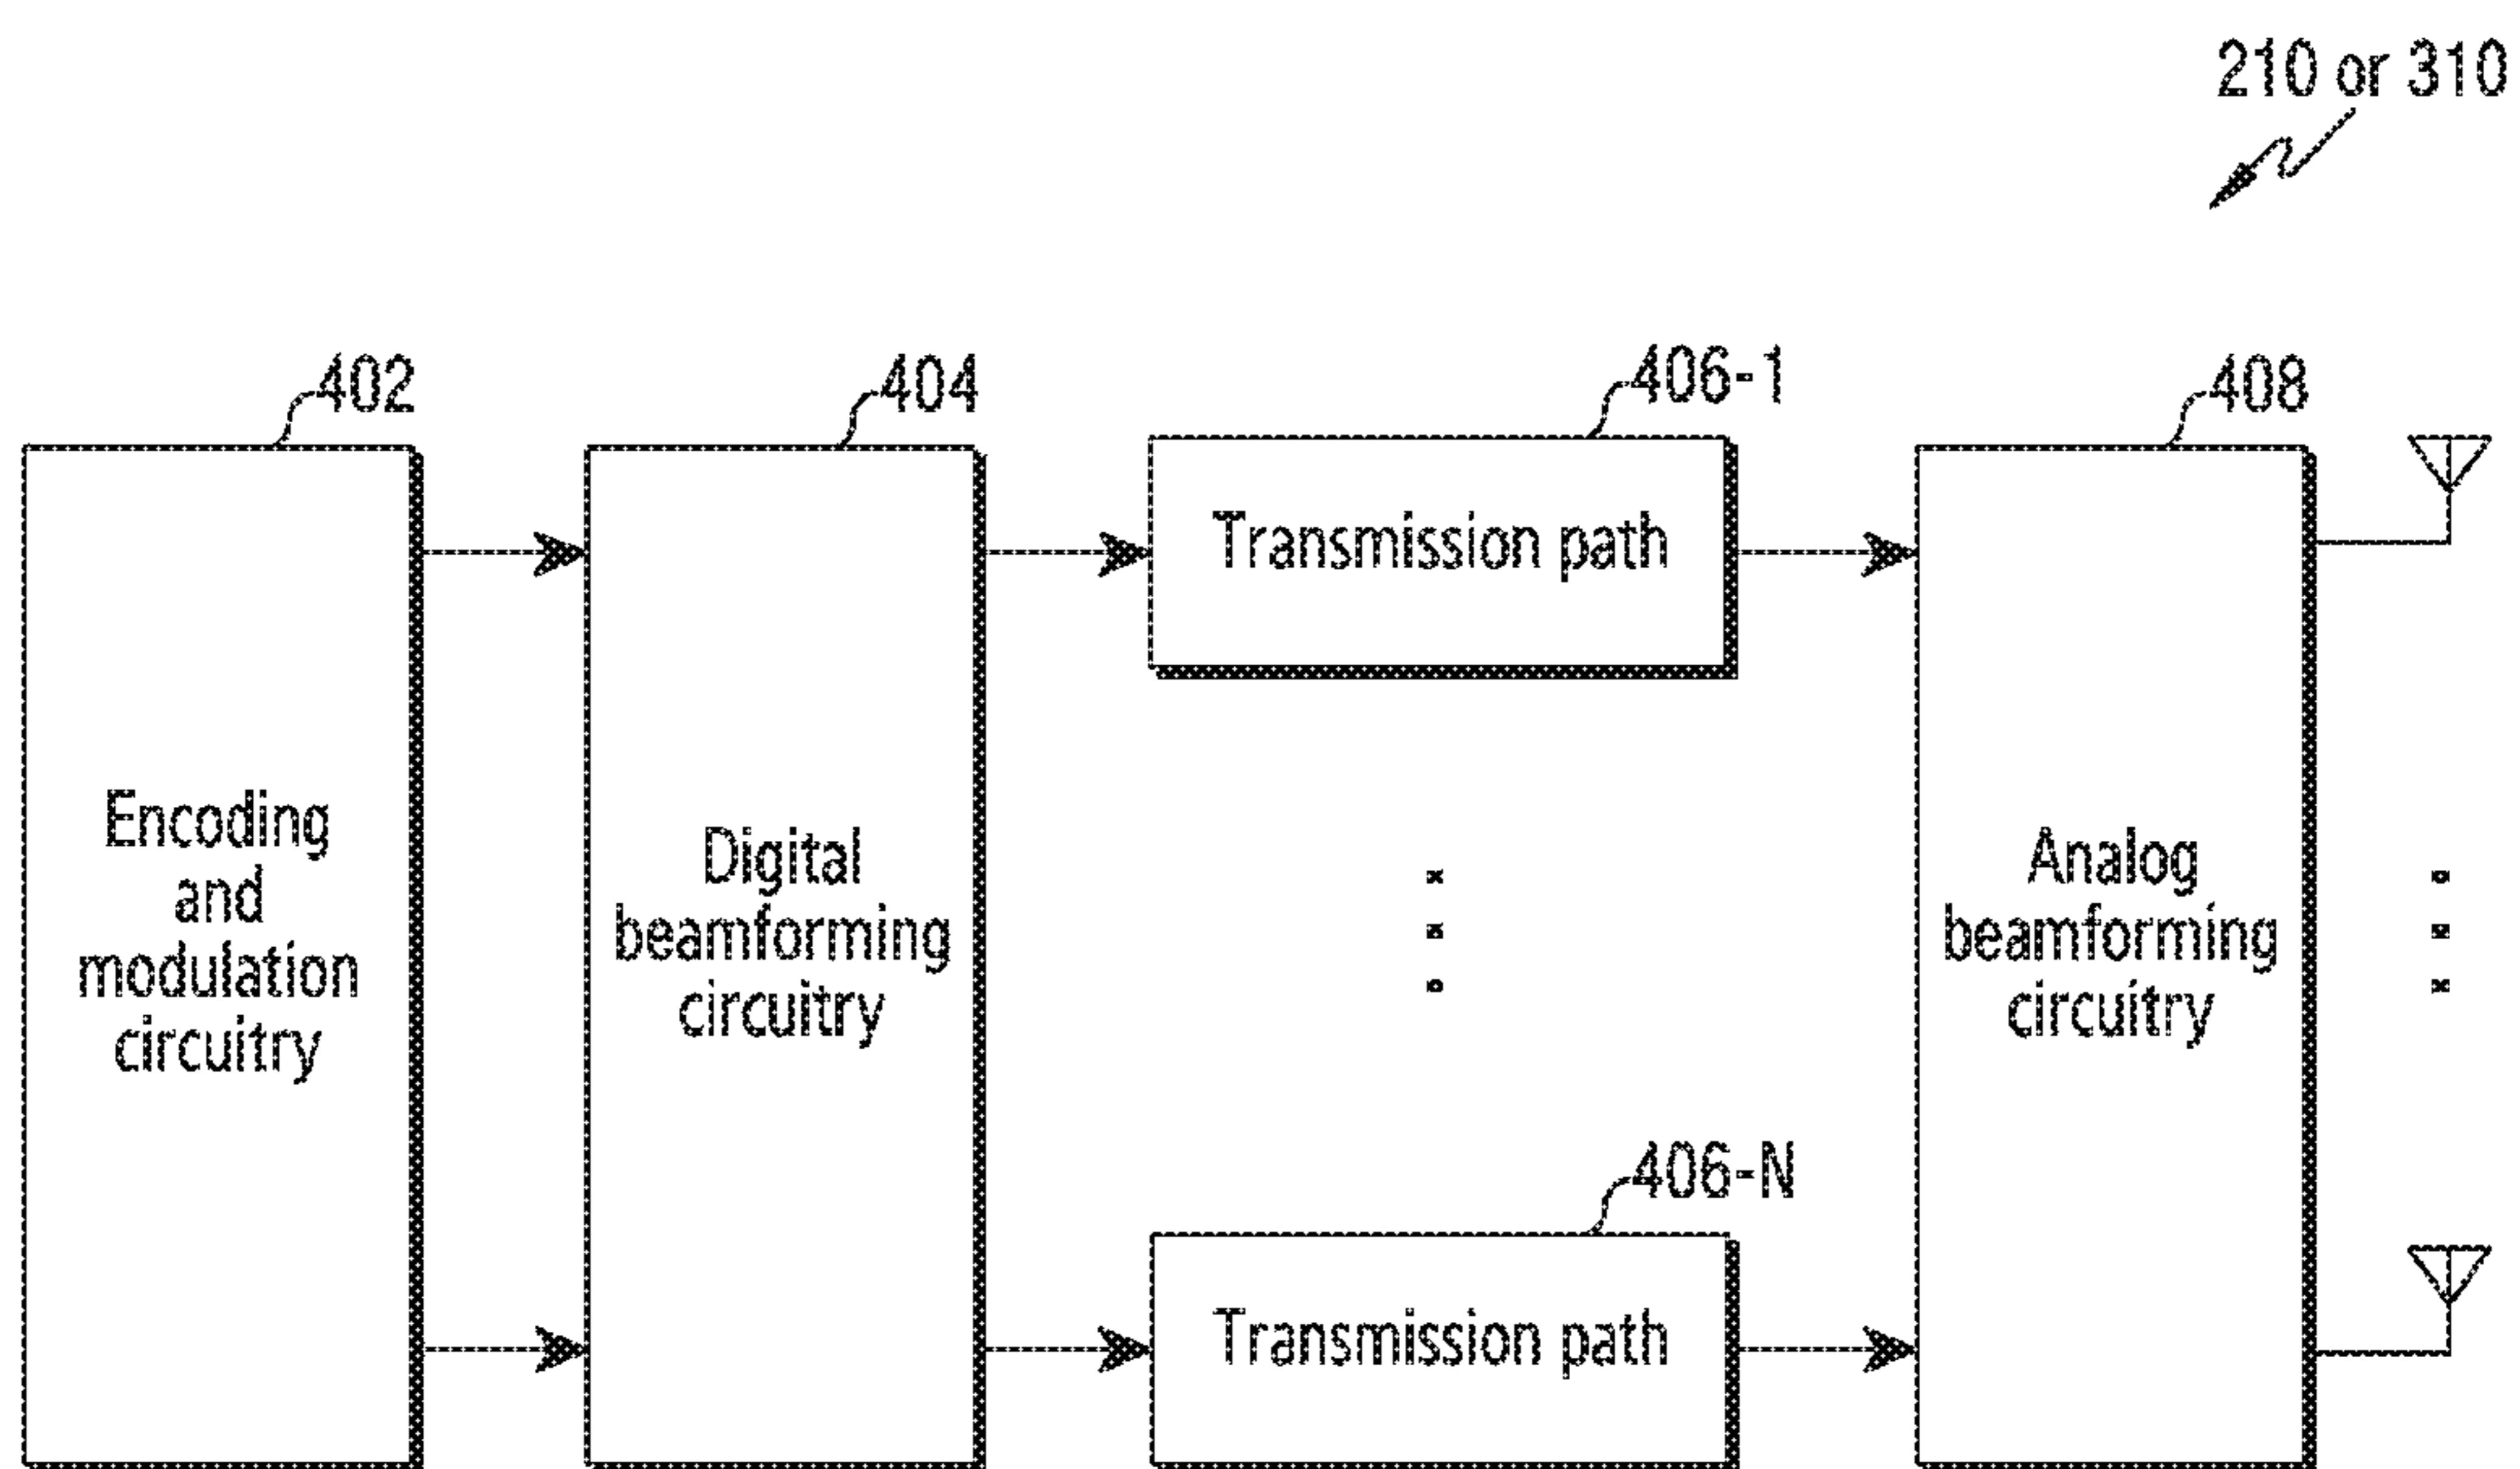 210 or 310
402
404
406-1
408
Encoding
and
modulation
circuitry
Digital
beamforming
circuitry
Transmission path
Analog
beamforming
circuitry
406-N
Transmission path